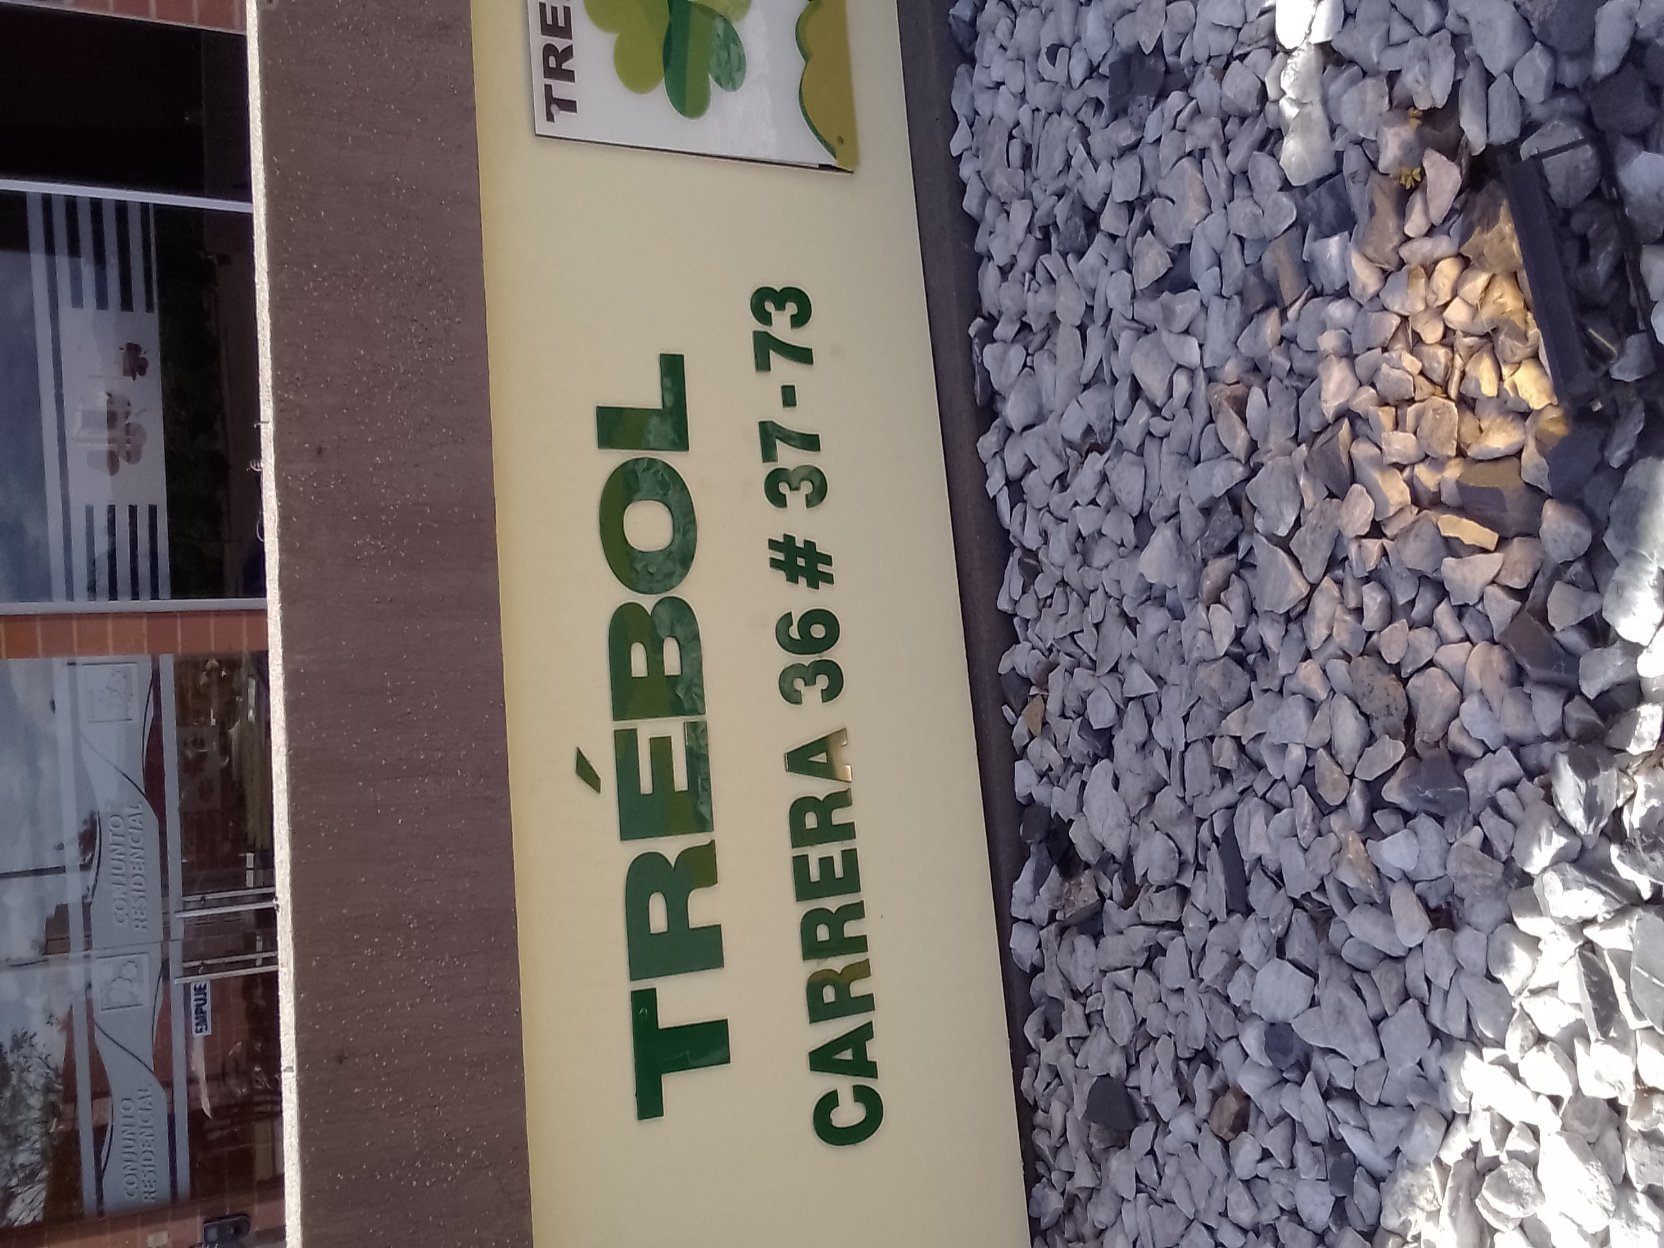 TRÉBOL
CARRERA 36 # 37-73
TRE
CONJUNTO
RESIDENCIAL
CONJUNTO
RESIDENCIAL
EMPUJE